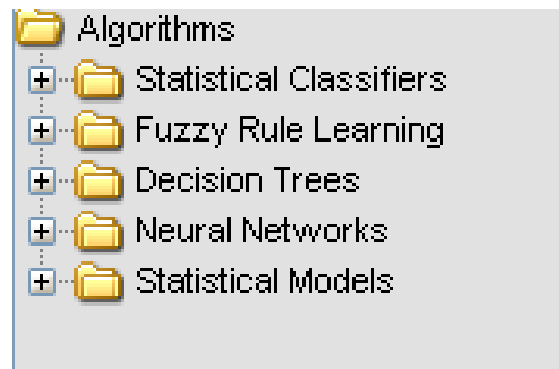 Algorithms
Statistical Classifiers
Fuzzy Rule Learning
Decision Trees
Neural Networks
Statistical Models